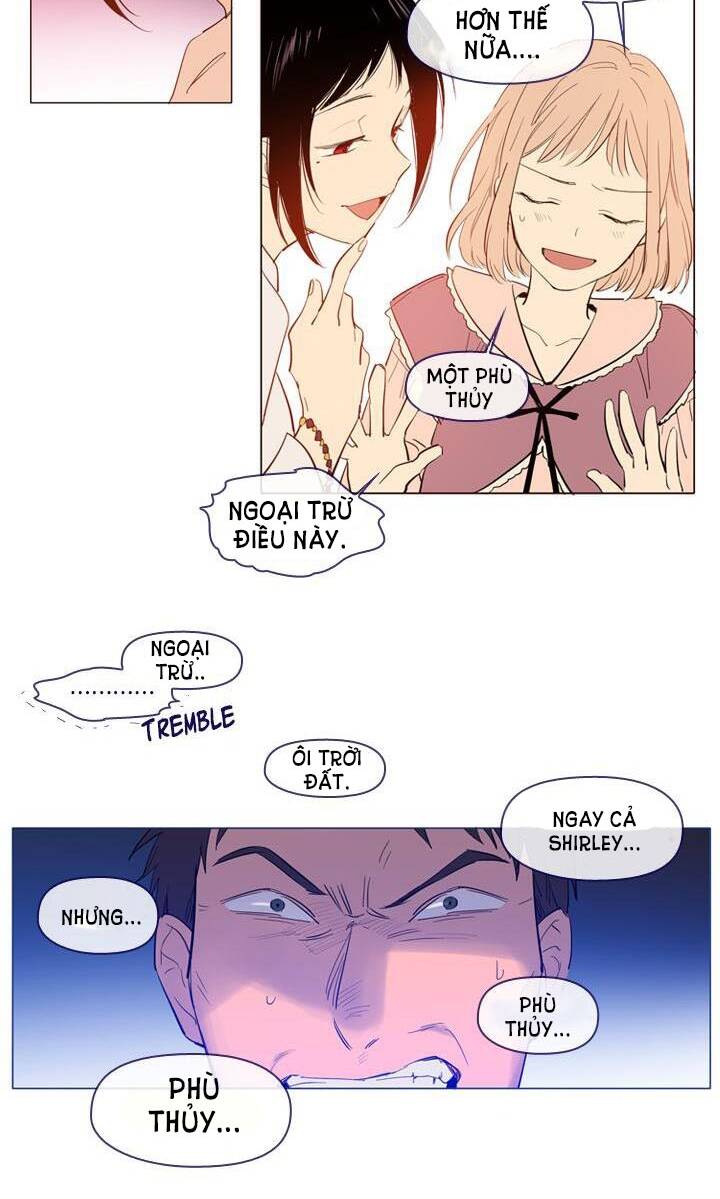 HƠN THẾ
NỮA....
MỘT PHÙ
THỦY
NGOẠI TRỪ
ĐIỀU NÀY.
NGOẠI
TRỪ..
............
TREMBLE
ÔI TRỜI
ĐẤT.
NGAY CẢ
SHIRLEY...
NHƯNG...
PHÙ
THỦY...
PHÙ
THỦY...